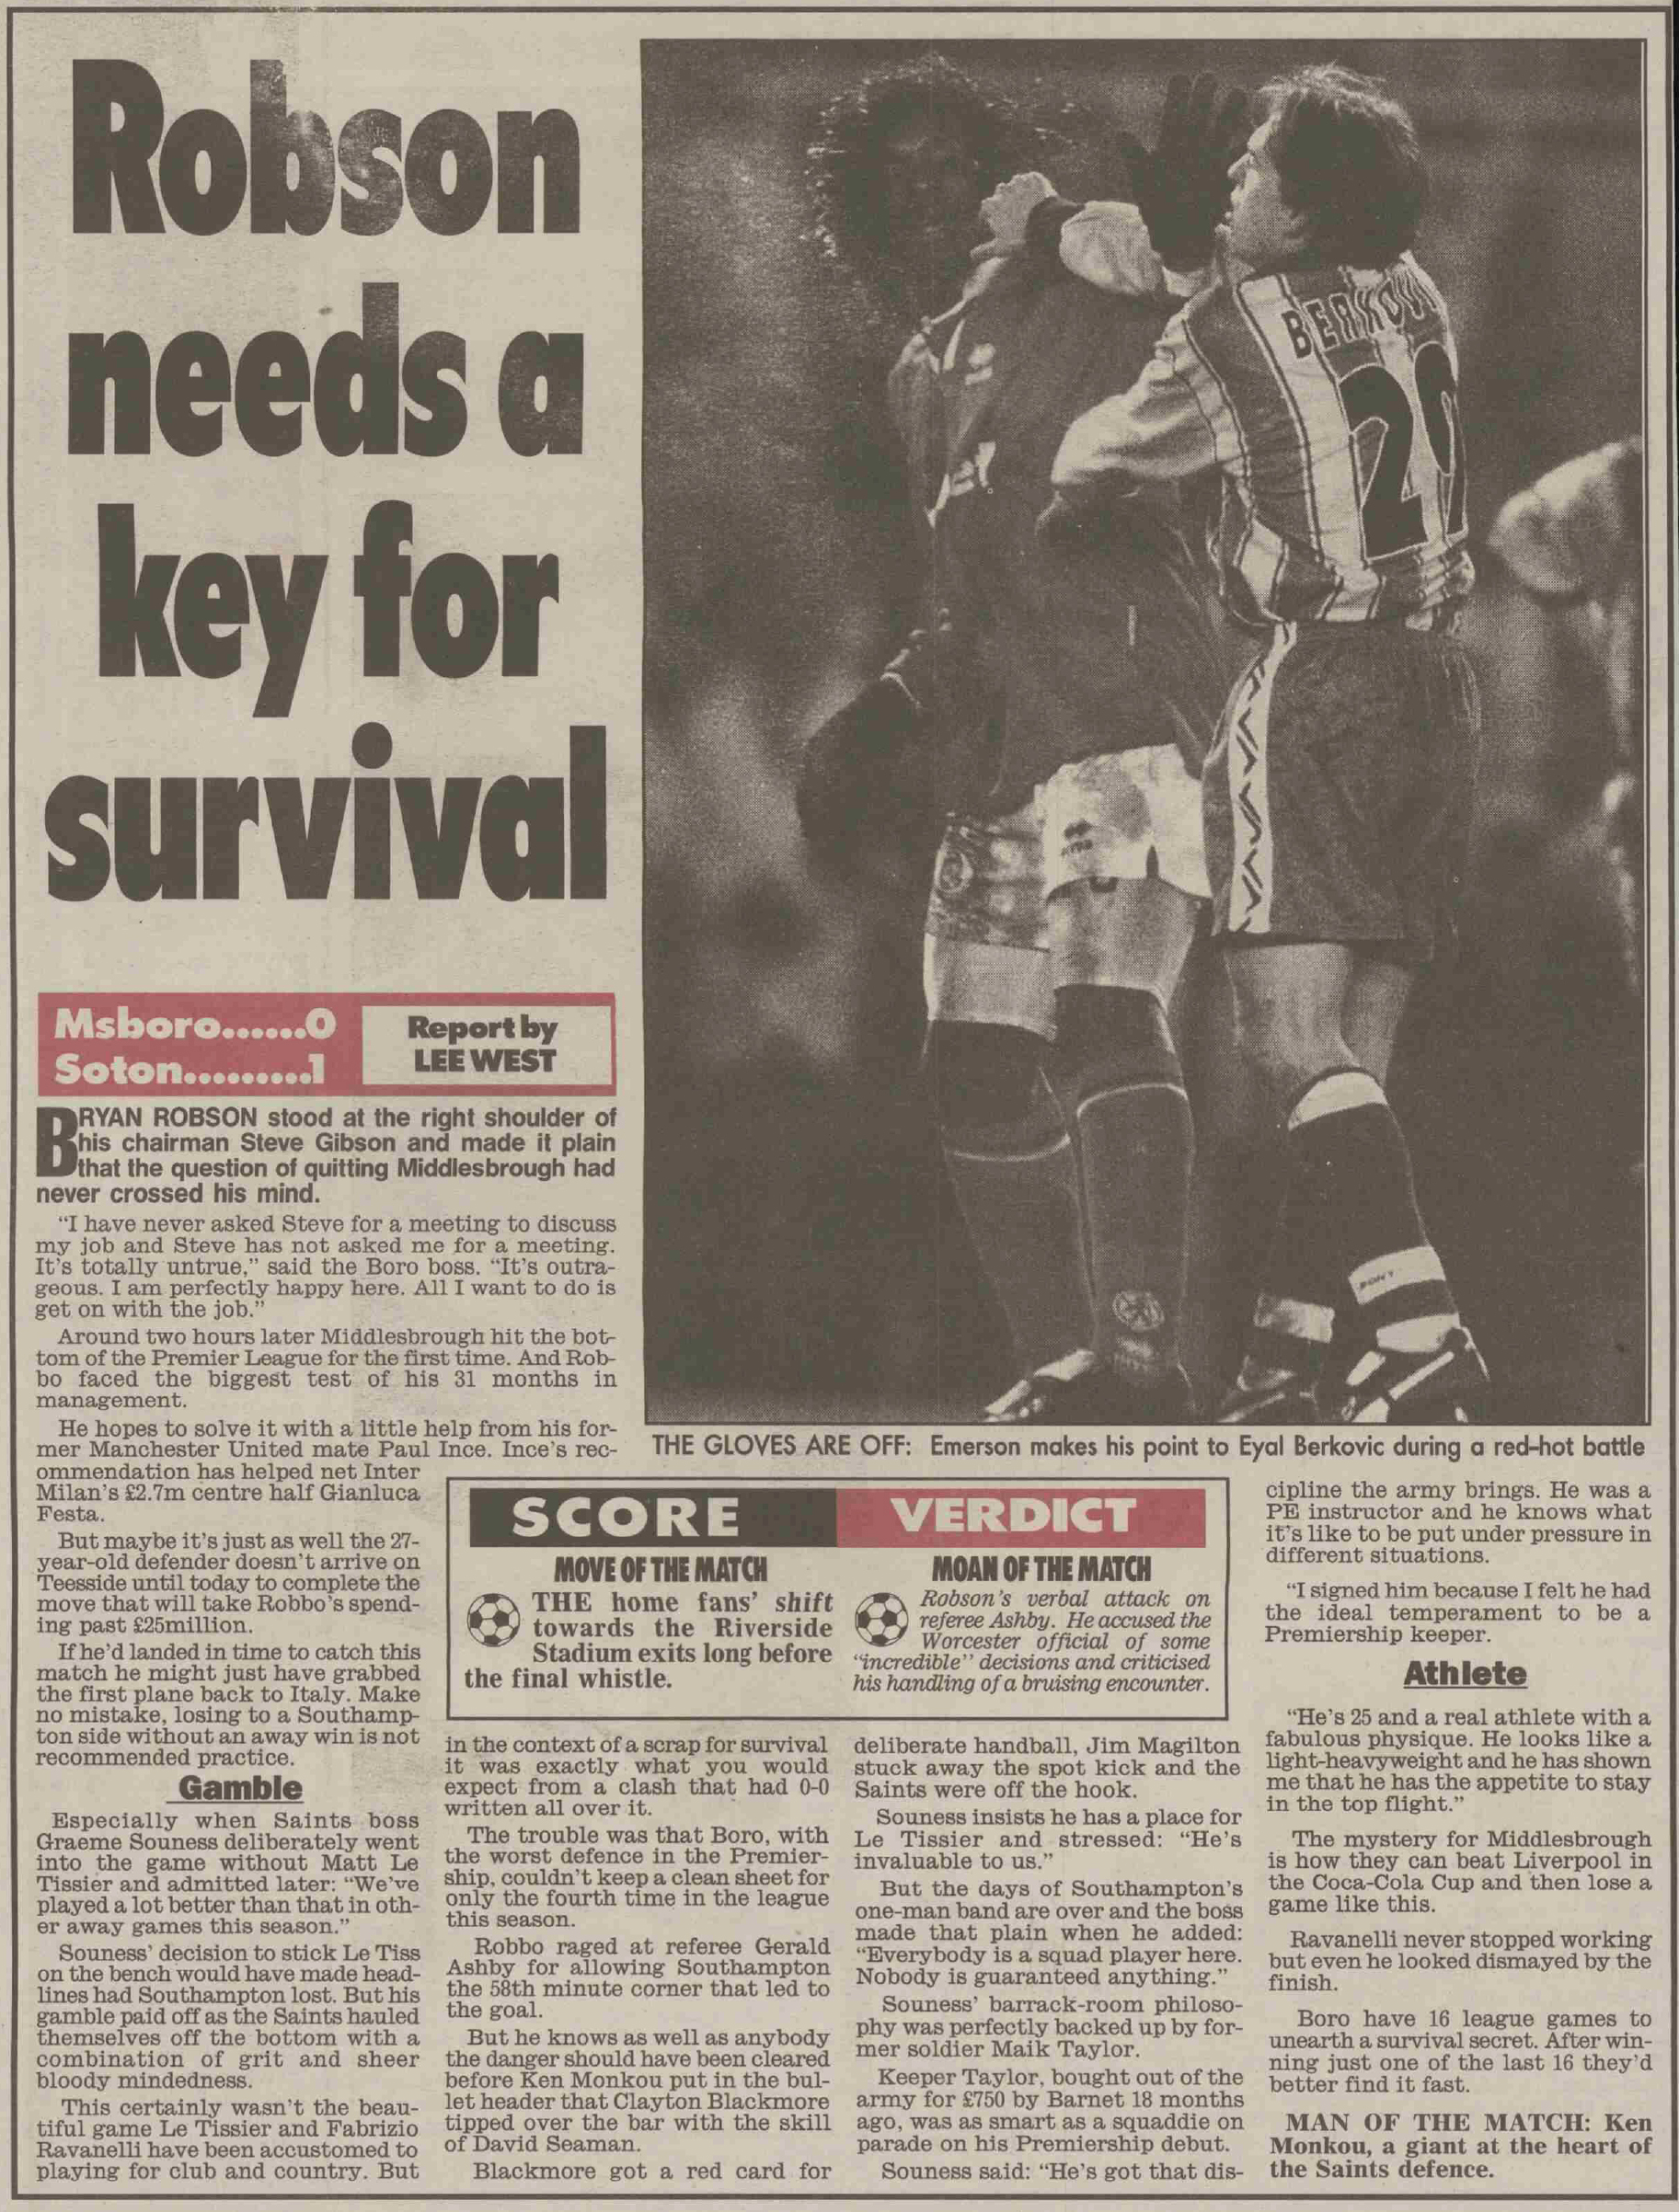 Robson
needs a
key for
survival
BERKOVI
29
Msboro......0
Soton.........1
Report by
LEE WEST
BRYAN ROBSON stood at the right shoulder of
his chairman Steve Gibson and made it plain
that the question of quitting Middlesbrough had
never crossed his mind.
"I have never asked Steve for a meeting to discuss
my job and Steve has not asked me for a meeting.
It's totally untrue," said the Boro boss. "It's outra-
geous. I am perfectly happy here. All I want to do is
get on with the job."
Around two hours later Middlesbrough hit the bot-
tom of the Premier League for the first time. And Rob-
bo faced the biggest test of his 31 months in
management.
He hopes to solve it with a little help from his for-
mer Manchester United mate Paul Ince. Ince's rec-
ommendation has helped net Inter
Milan's £2.7m centre half Gianluca
Festa.
But maybe it's just as well the 27-
year-old defender doesn't arrive on
Teesside until today to complete the
move that will take Robbo's spend-
ing past £25million.
If he'd landed in time to catch this
match he might just have grabbed
the first plane back to Italy. Make
no mistake, losing to a Southamp-
ton side without an away win is not
recommended practice.
Gamble
Especially when Saints boss
Graeme Souness deliberately went
into the game without Matt Le
Tissier and admitted later: "We've
played a lot better than that in oth-
er away games this season."
Souness' decision to stick Le Tiss
on the bench would have made head-
lines had Southampton lost. But his
gamble paid off as the Saints hauled
themselves off the bottom with a
combination of grit and sheer
bloody mindedness.
This certainly wasn't the beau-
tiful game Le Tissier and Fabrizio
Ravanelli have been accustomed to
playing for club and country. But
THE GLOVES ARE OFF: Emerson makes his point to Eyal Berkovic during a red-hot battle
SCORE VERDICT
MOVE OF THE MATCH
THE home fans' shift
towards the Riverside
Stadium exits long before
the final whistle.
MOAN OF THE MATCH
Robson's verbal attack on
referee Ashby. He accused the
Worcester official of some
"incredible" decisions and criticised
his handling of a bruising encounter.
in the context of a scrap for survival
it was exactly what you would
expect from a clash that had 0-0
written all over it.
The trouble was that Boro, with
the worst defence in the Premier-
ship, couldn't keep a clean sheet for
only the fourth time in the league
this season.
Robbo raged at referee Gerald
Ashby for allowing Southampton
the 58th minute corner that led to
the goal.
But he knows as well as anybody
the danger should have been cleared
before Ken Monkou put in the bul-
let header that Clayton Blackmore
tipped over the bar with the skill
of David Seaman.
Blackmore got a red card for
deliberate handball, Jim Magilton
stuck away the spot kick and the
Saints were off the hook.
Souness insists he has a place for
Le Tissier and stressed: "He's
invaluable to us."
But the days of Southampton's
one-man band are over and the boss
made that plain when he added:
"Everybody is a squad player here.
Nobody is guaranteed anything."
Souness' barrack-room philoso-
phy was perfectly backed up by for-
mer soldier Maik Taylor.
Keeper Taylor, bought out of the
army for £750 by Barnet 18 months
ago, was as smart as a squaddie on
parade on his Premiership debut.
Souness said: "He's got that dis-
cipline the army brings. He was a
PE instructor and he knows what
it's like to be put under pressure in
different situations.
"I signed him because I felt he had
the ideal temperament to be a
Premiership keeper.
Athlete
"He's 25 and a real athlete with a
fabulous physique. He looks like a
light-heavyweight and he has shown
me that he has the appetite to stay
in the top flight."
The mystery for Middlesbrough
is how they can beat Liverpool in
the Coca-Cola Cup and then lose a
game like this.
Ravanelli never stopped working
but even he looked dismayed by the
finish.
Boro have 16 league games to
unearth a survival secret. After win-
ning just one of the last 16 they'd
better find it fast.
MAN OF THE MATCH: Ken
Monkou, a giant at the heart of
the Saints defence.